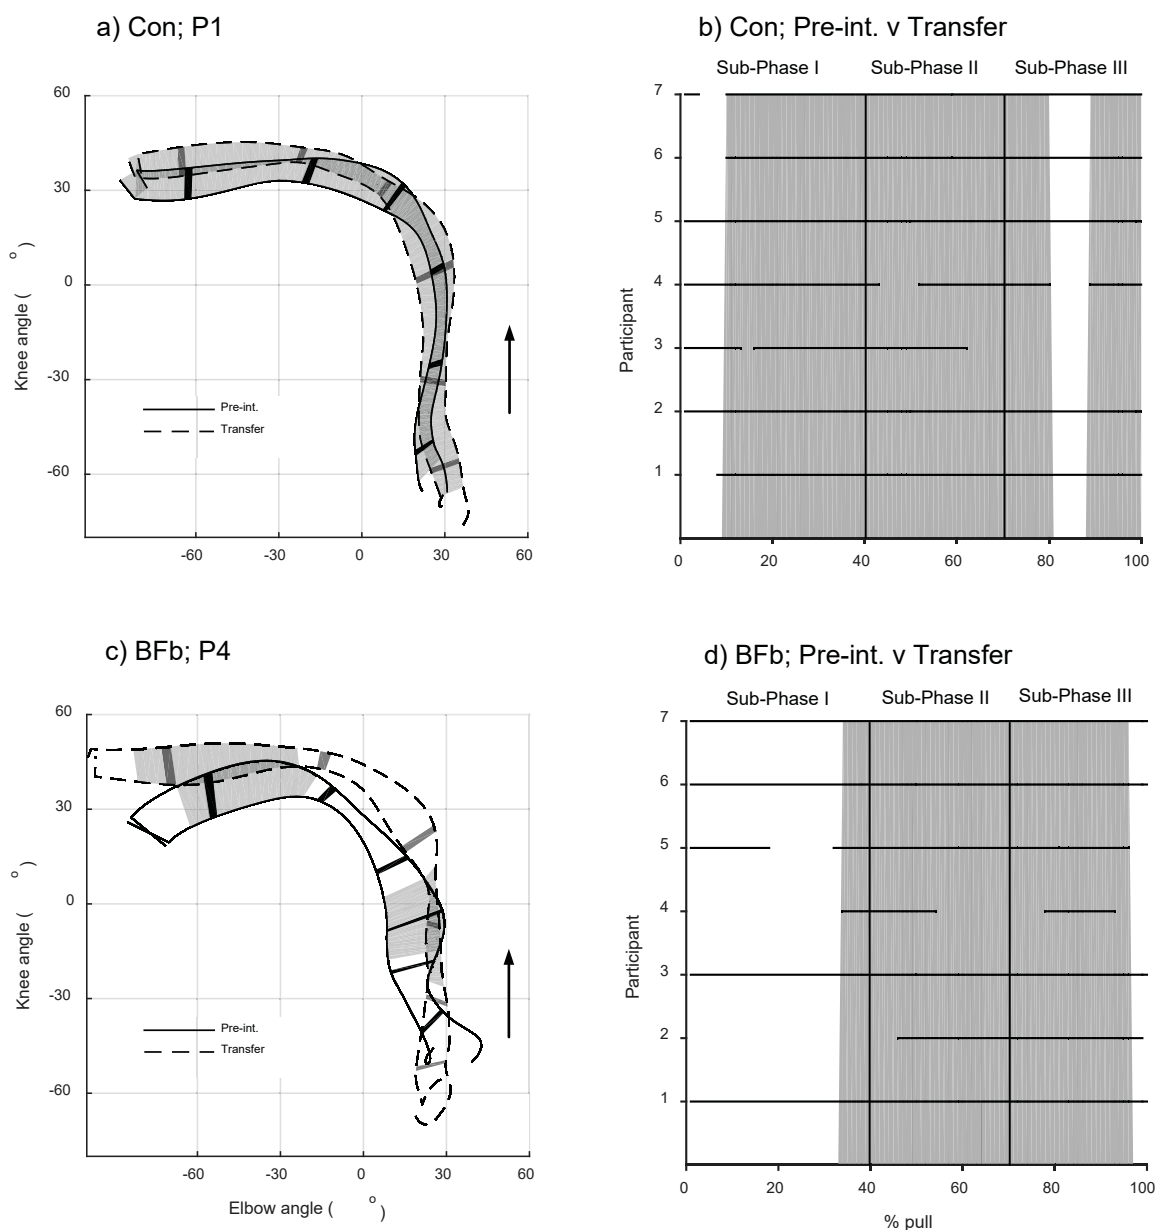 a) Con; P1
b) Con; Pre-int. v Transfer
Sub-Phase I Sub-Phase II Sub-Phase III
60
30
0
-30
-60
Knee angle ( o )
Pre-int.
Transfer
-60 -30 0 30 60
7
6
5
4
3
2
1
Participant
0 20 40 60 80 100
c) BFb; P4
d) BFb; Pre-int. v Transfer
Sub-Phase I Sub-Phase II Sub-Phase III
60
30
0
-30
-60
Knee angle ( o )
Pre-int.
Transfer
-60 -30 0 30 60
Elbow angle ( o )
7
6
5
4
3
2
1
Participant
0 20 40 60 80 100
% pull